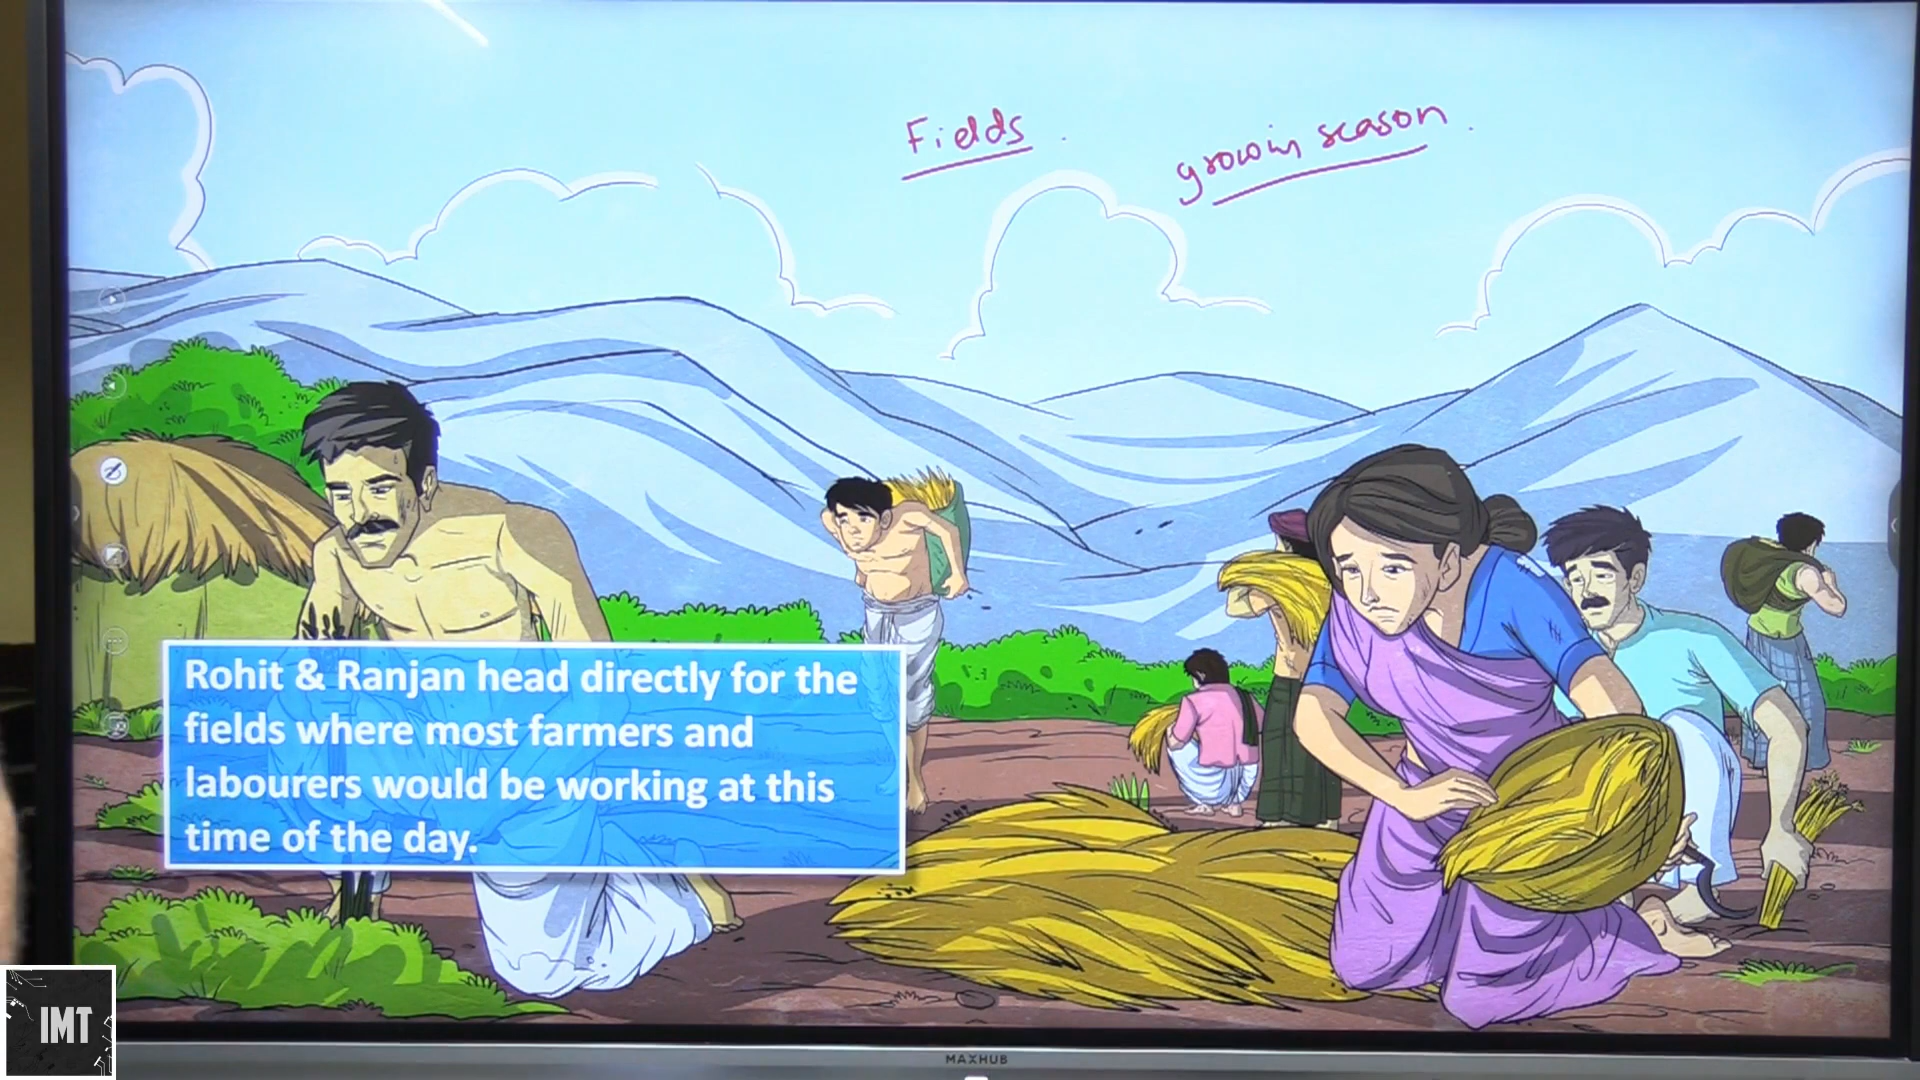 Fields.
growin season.
Rohit & Ranjan head directly for the
fields where most farmers and
labourers would be working at this
time of the day.
IMT
MAXHUB